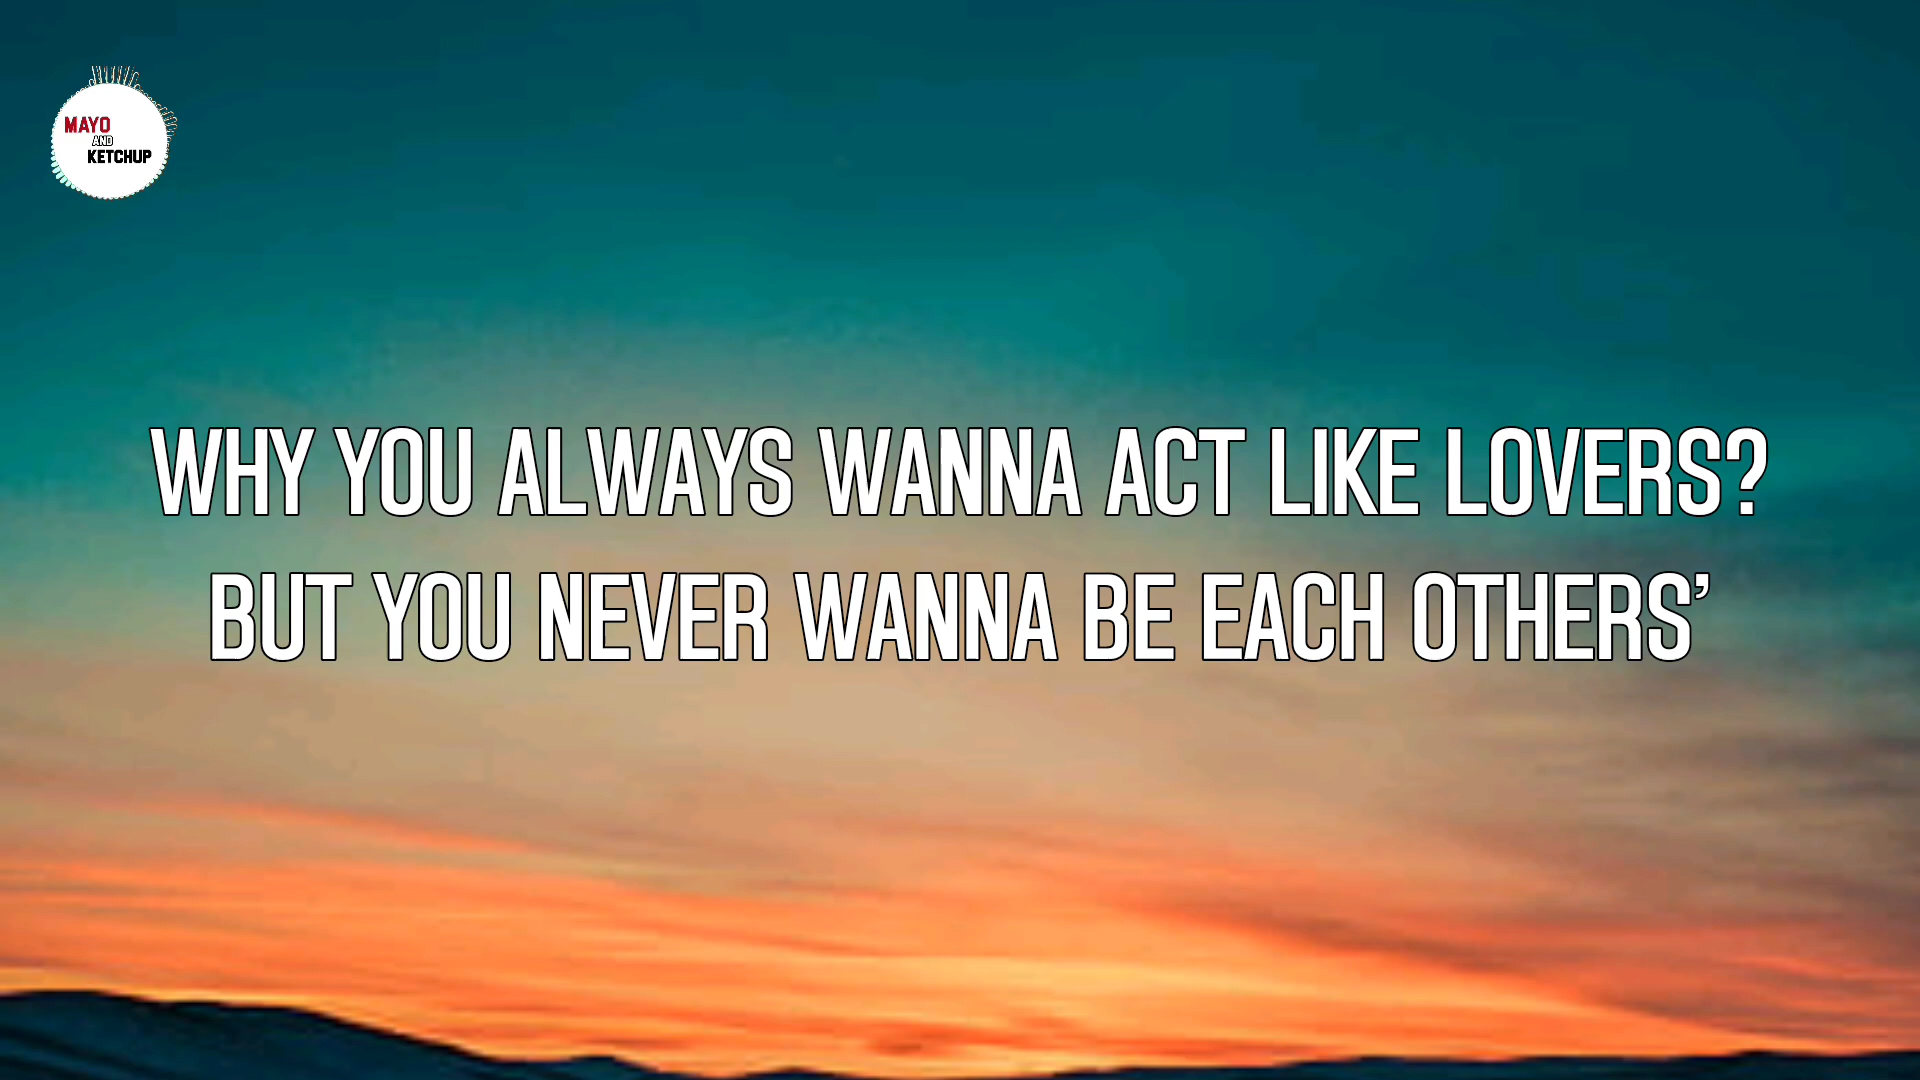 MAYO
AND
KETCHUP
WHY YOU ALWAYS WANNA ACT LIKE LOVERS?
BUT YOU NEVER WANNA BE EACH OTHERS’